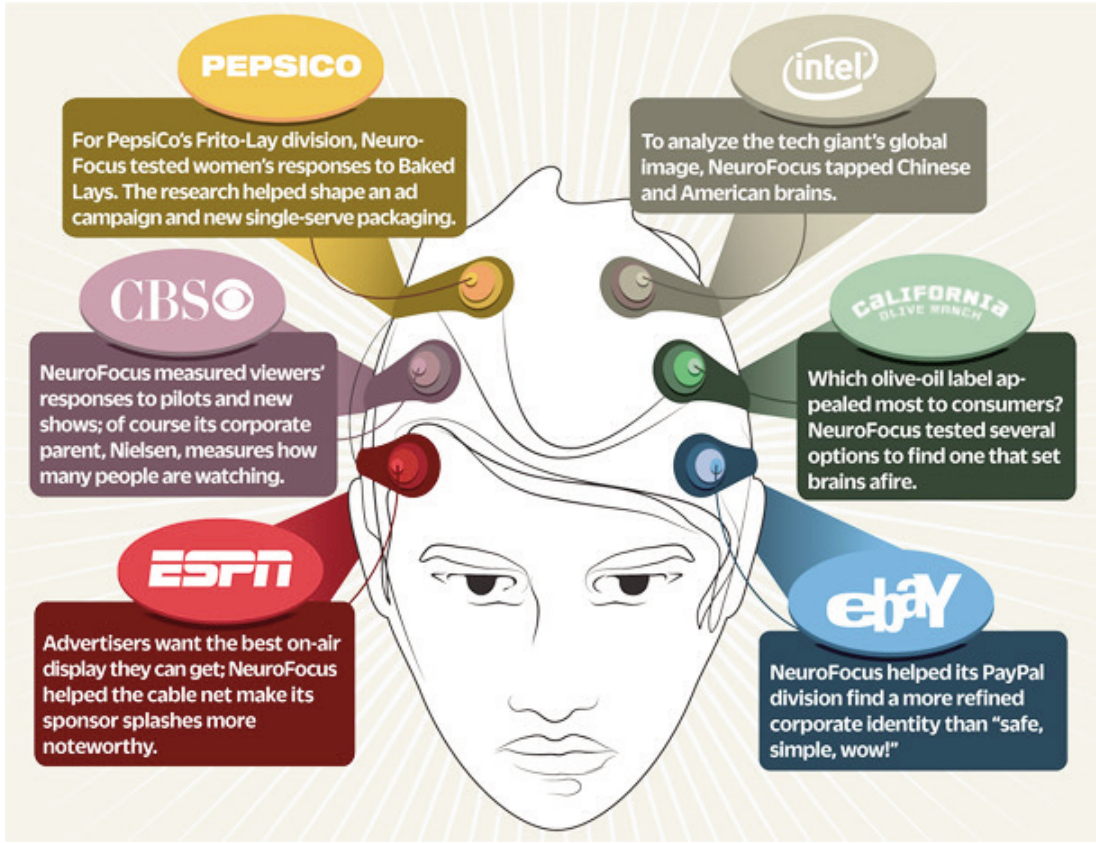 PEPSICO
For PepsiCo's Frito-Lay division, Neuro-
Focus tested women's responses to Baked
Lays. The research helped shape an ad
campaign and new single-serve packaging.
intel
To analyze the tech giant's global
image, NeuroFocus tapped Chinese
and American brains.
CBS
NeuroFocus measured viewers'
responses to pilots and new
shows; of course its corporate
parent, Nielsen, measures how
many people are watching.
CALIFORNIA
OLIVE RANCH
Which olive-oil label ap-
pealed most to consumers?
NeuroFocus tested several
options to find one that set
brains afire.
ESPN
Advertisers want the best on-air
display they can get; NeuroFocus
helped the cable net make its
sponsor splashes more
noteworthy.
ebaY
NeuroFocus helped its PayPal
division find a more refined
corporate identity than “safe,
simple, wow!”